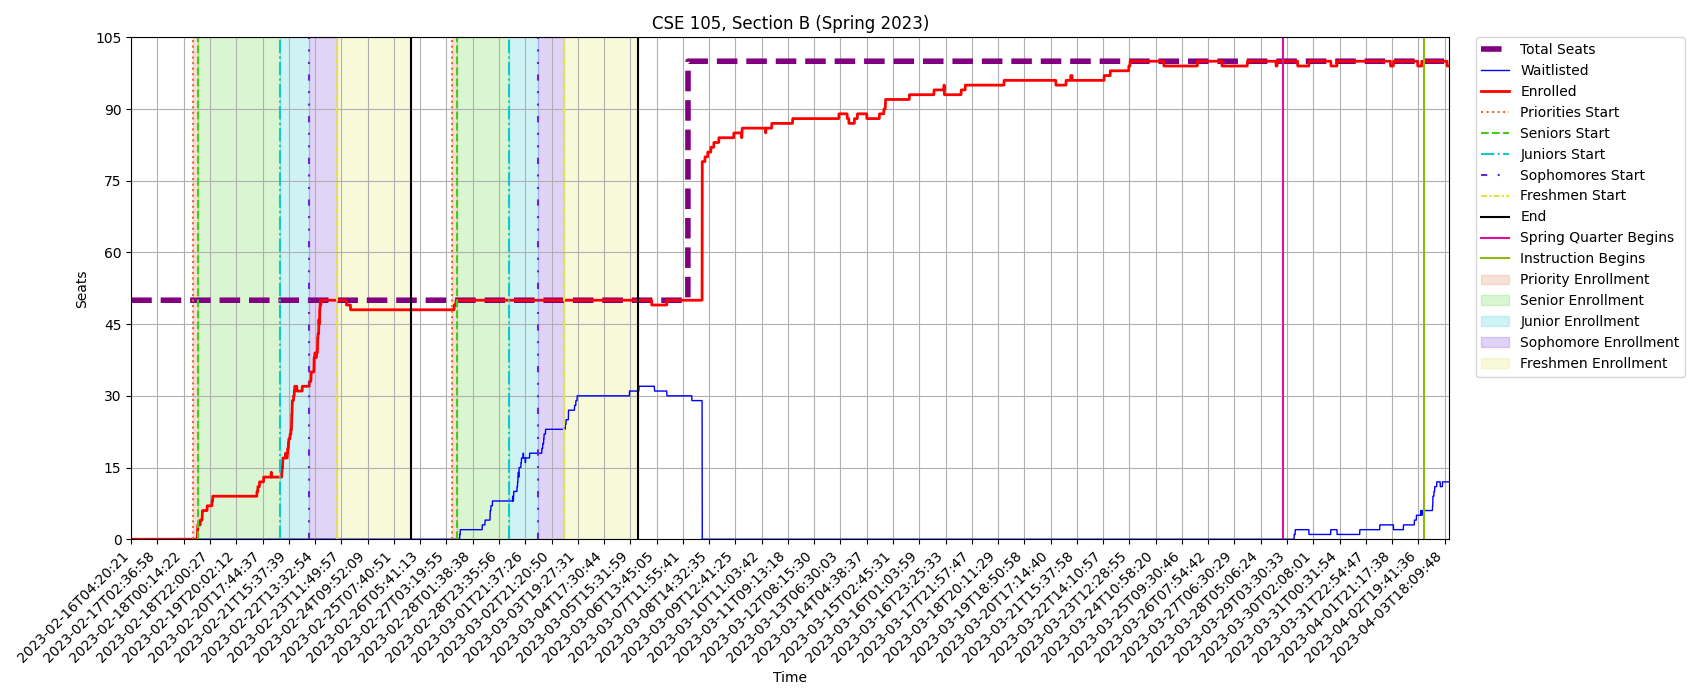 CSE 105, Section B (Spring 2023)
Seats
105
90
75
60
45
30
15
0
2023-02-16T04:20:21
2023-02-17T02:36:58
2023-02-18T00:14:22
2023-02-18T22:00:27
2023-02-19T20:02:12
2023-02-20T17:44:37
2023-02-21T15:37:39
2023-02-22T13:32:54
2023-02-23T11:49:57
2023-02-24T09:52:09
2023-02-25T07:40:51
2023-02-26T05:41:13
2023-02-27T03:19:55
2023-02-28T01:38:38
2023-02-28T23:35:56
2023-03-01T21:37:26
2023-03-02T21:20:50
2023-03-03T19:27:31
2023-03-04T17:30:44
2023-03-05T15:31:59
2023-03-06T13:45:05
2023-03-07T11:55:41
2023-03-08T14:32:35
2023-03-09T12:41:25
2023-03-10T11:03:42
2023-03-11T09:13:18
2023-03-12T08:15:30
2023-03-13T06:30:03
2023-03-14T04:38:37
2023-03-15T02:45:31
2023-03-16T01:03:59
2023-03-16T23:25:33
2023-03-17T21:57:47
2023-03-18T20:11:29
2023-03-19T18:50:58
2023-03-20T17:14:40
2023-03-21T15:37:58
2023-03-22T14:10:57
2023-03-23T12:28:55
2023-03-24T10:58:20
2023-03-25T09:30:46
2023-03-26T07:54:42
2023-03-27T06:30:29
2023-03-28T05:06:24
2023-03-29T03:30:33
2023-03-30T02:08:01
2023-03-31T00:31:54
2023-03-31T22:54:47
2023-04-01T21:17:38
2023-04-02T19:41:36
2023-04-03T18:09:48
Time
Total Seats
Waitlisted
Enrolled
Priorities Start
Seniors Start
Juniors Start
Sophomores Start
Freshmen Start
End
Spring Quarter Begins
Instruction Begins
Priority Enrollment
Senior Enrollment
Junior Enrollment
Sophomore Enrollment
Freshmen Enrollment